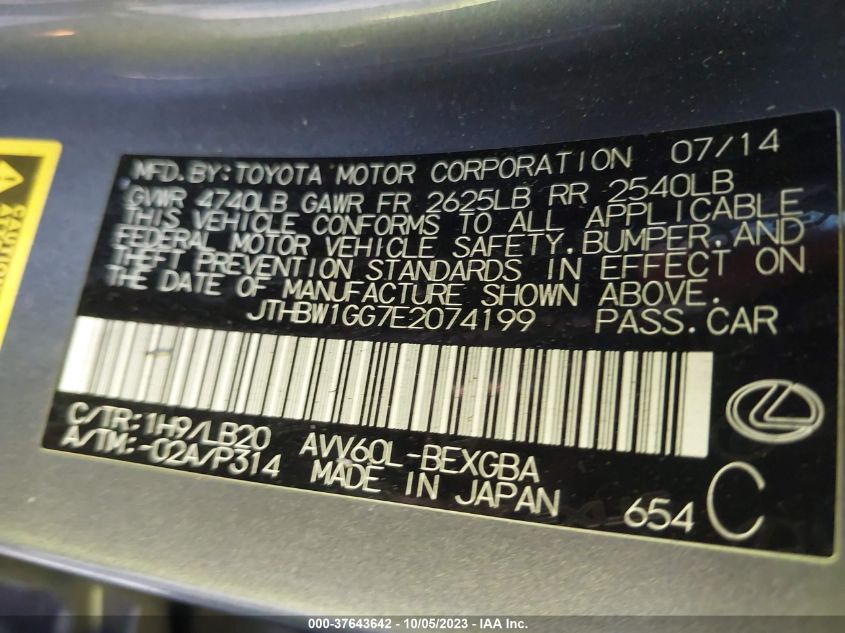 MFD.BY:TOYOTA MOTOR CORPORATION 07/14
GVWR 4740LB GAWR FR 2625LB RR 2540LB
THIS VEHICLE CONFORMS TO ALL APPLICABLE
FEDERAL MOTOR VEHICLE SAFETY,BUMPER,AND
THEFT PREVENTION STANDARDS IN EFFECT ON
THE DATE OF MANUFACTURE SHOWN ABOVE.
JTHBW1GG7E2074199 PASS.CAR
C/TR:1H9/LB20 AVV60L-BEXGBA
A/TM:-02A/P314 MADE IN JAPAN 654 C
000-37643642 / 10/05/2023 - IAA Inc.